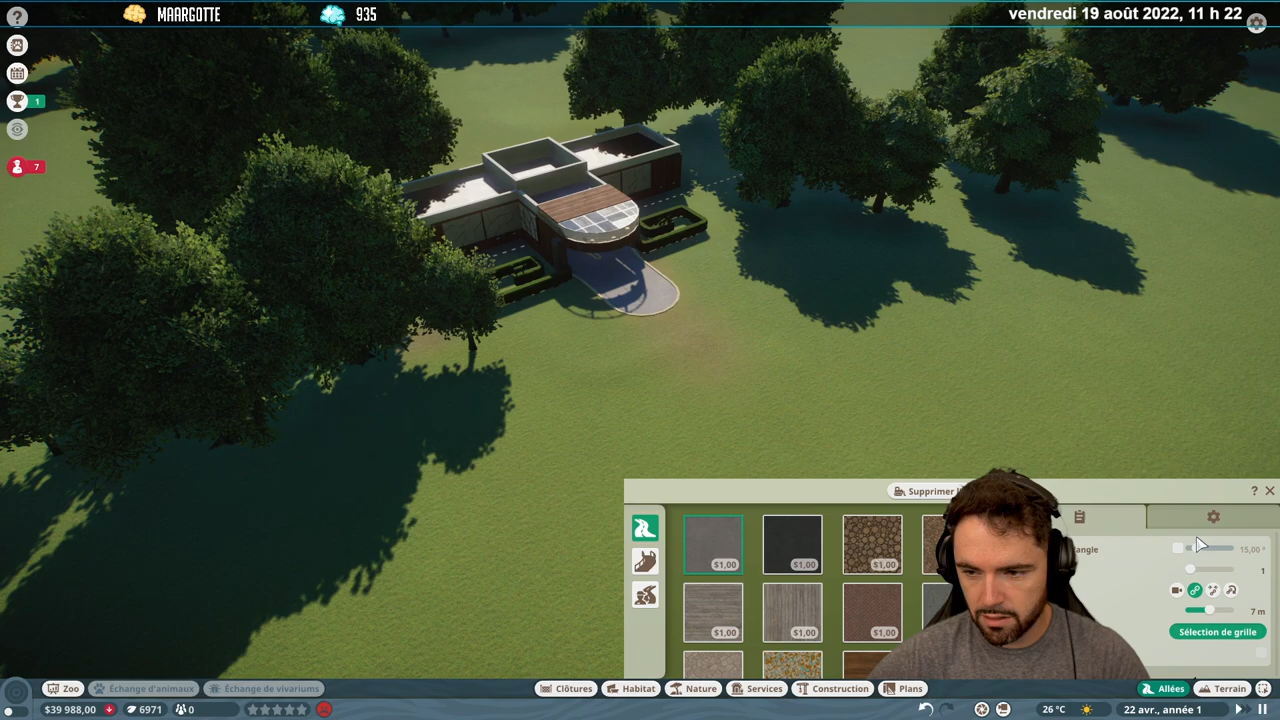 ?
MAARGOTTE
935
vendredi 19 août 2022, 11 h 22
1
7
Supprimer
? ×
$1,00
$1,00
$1,00
angle
15,00 °
1
$1,00
$1,00
$1,00
7 m
Sélection de grille
Zoo
Échange d'animaux
Échange de vivariums
Clôtures
Habitat
Nature
Services
Construction
Plans
Allées
Terrain
$39 988,00
6971
0
26 °C
22 avr., année 1